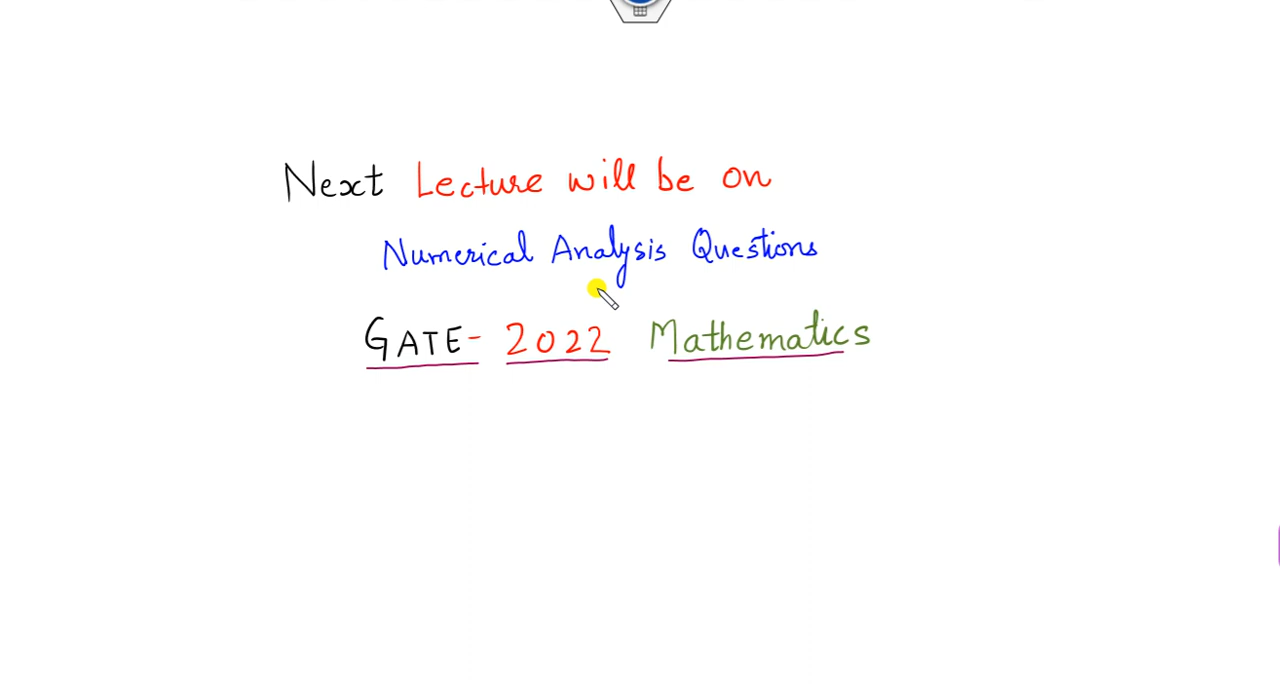 Next Lecture will be on
Numerical Analysis Questions
GATE- 2022 Mathematics